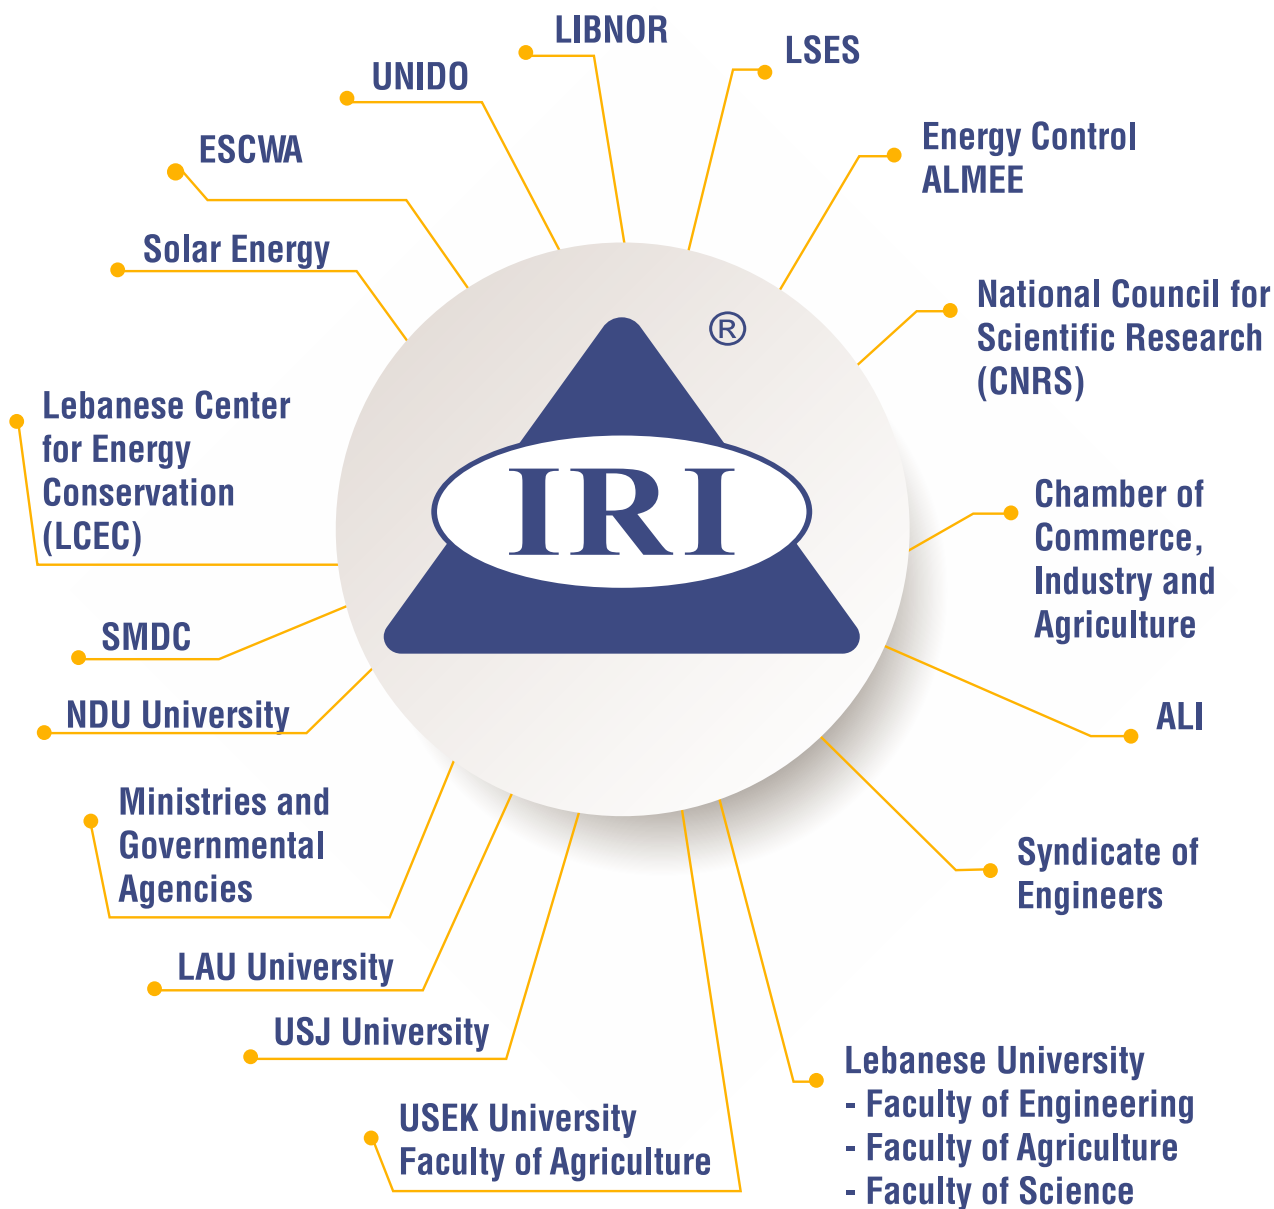 LIBNOR
LSES
UNIDO
Energy Control
ALMEE
ESCWA
Solar Energy
National Council for
Scientific Research
(CNRS)
®
IRI
Lebanese Center
for Energy
Conservation
(LCEC)
Chamber of
Commerce,
Industry and
Agriculture
SMDC
NDU University
ALI
Ministries and
Governmental
Agencies
Syndicate of
Engineers
LAU University
USJ University
USEK University
Faculty of Agriculture
Lebanese University
- Faculty of Engineering
- Faculty of Agriculture
- Faculty of Science